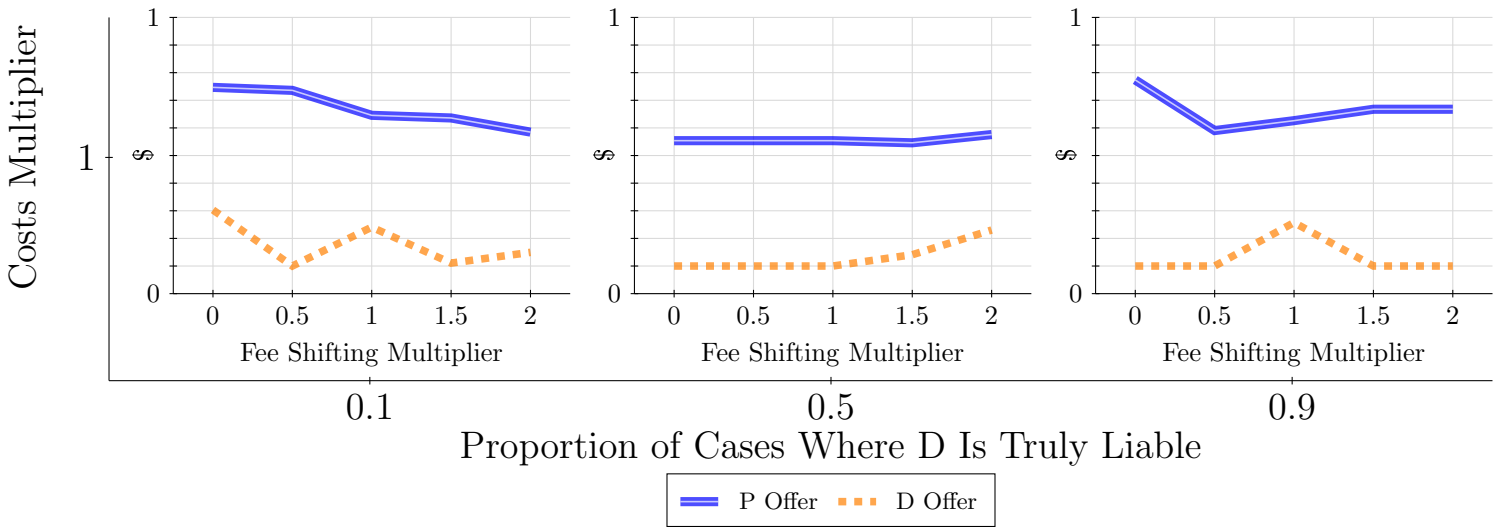 Costs Multiplier
1
1
$
0
0 0.5 1 1.5 2
Fee Shifting Multiplier
1
$
0
0 0.5 1 1.5 2
Fee Shifting Multiplier
1
$
0
0 0.5 1 1.5 2
Fee Shifting Multiplier
0.1 0.5 0.9
Proportion of Cases Where D Is Truly Liable
P Offer D Offer